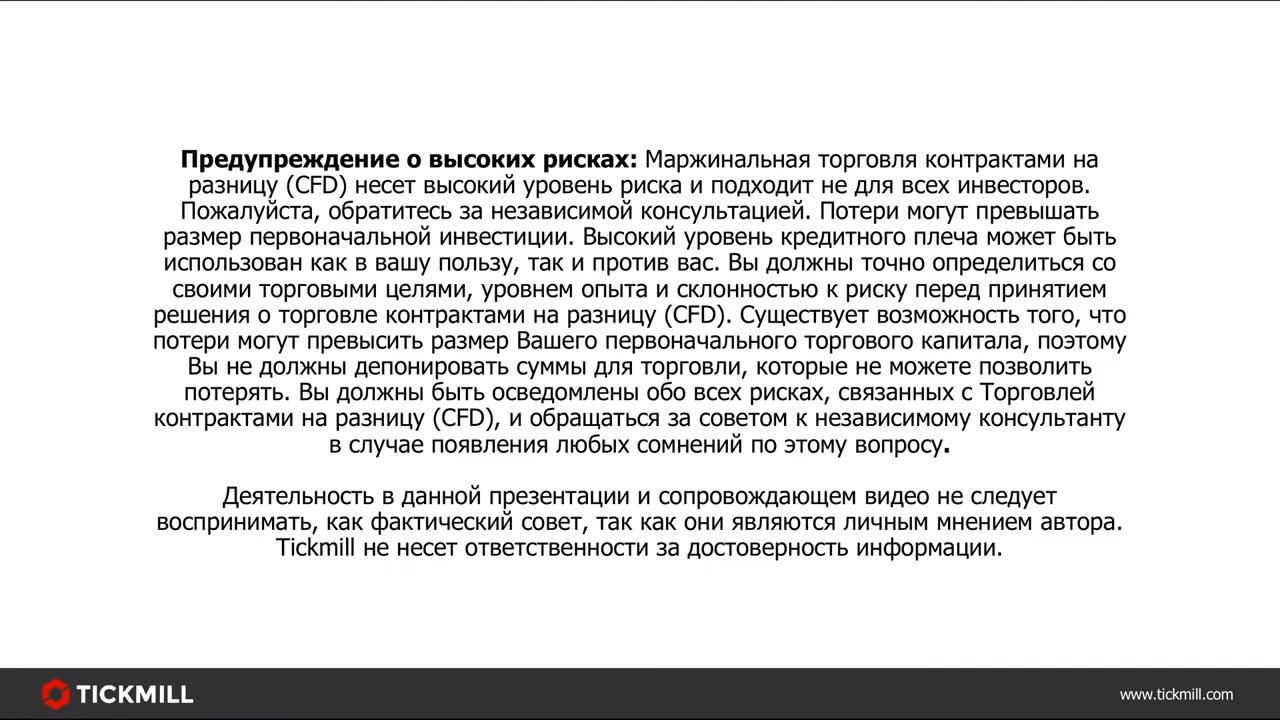 Предупреждение о высоких рисках: Маржинальная торговля контрактами на
разницу (CFD) несет высокий уровень риска и подходит не для всех инвесторов.
Пожалуйста, обратитесь за независимой консультацией. Потери могут превышать
размер первоначальной инвестиции. Высокий уровень кредитного плеча может быть
использован как в вашу пользу, так и против вас. Вы должны точно определиться со
своими торговыми целями, уровнем опыта и склонностью к риску перед принятием
решения о торговле контрактами на разницу (CFD). Существует возможность того, что
потери могут превысить размер Вашего первоначального торгового капитала, поэтому
Вы не должны депонировать суммы для торговли, которые не можете позволить
потерять. Вы должны быть осведомлены обо всех рисках, связанных с Торговлей
контрактами на разницу (CFD), и обращаться за советом к независимому консультанту
в случае появления любых сомнений по этому вопросу.
Деятельность в данной презентации и сопровождающем видео не следует
воспринимать, как фактический совет, так как они являются личным мнением автора.
Tickmill не несет ответственности за достоверность информации.
TICKMILL
www.tickmill.com